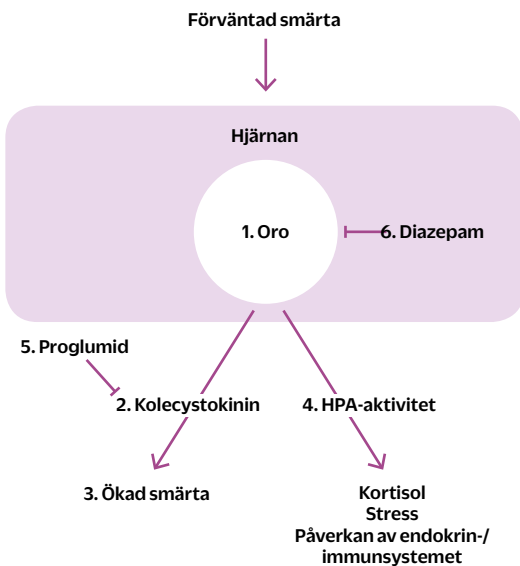 Förväntad smärta
Hjärnan
1. Oro
6. Diazepam
5. Proglumid
2. Kolecystokinin
4. HPA-aktivitet
3. Ökad smärta
Kortisol
Stress
Påverkan av endokrin-/
immunsystemet